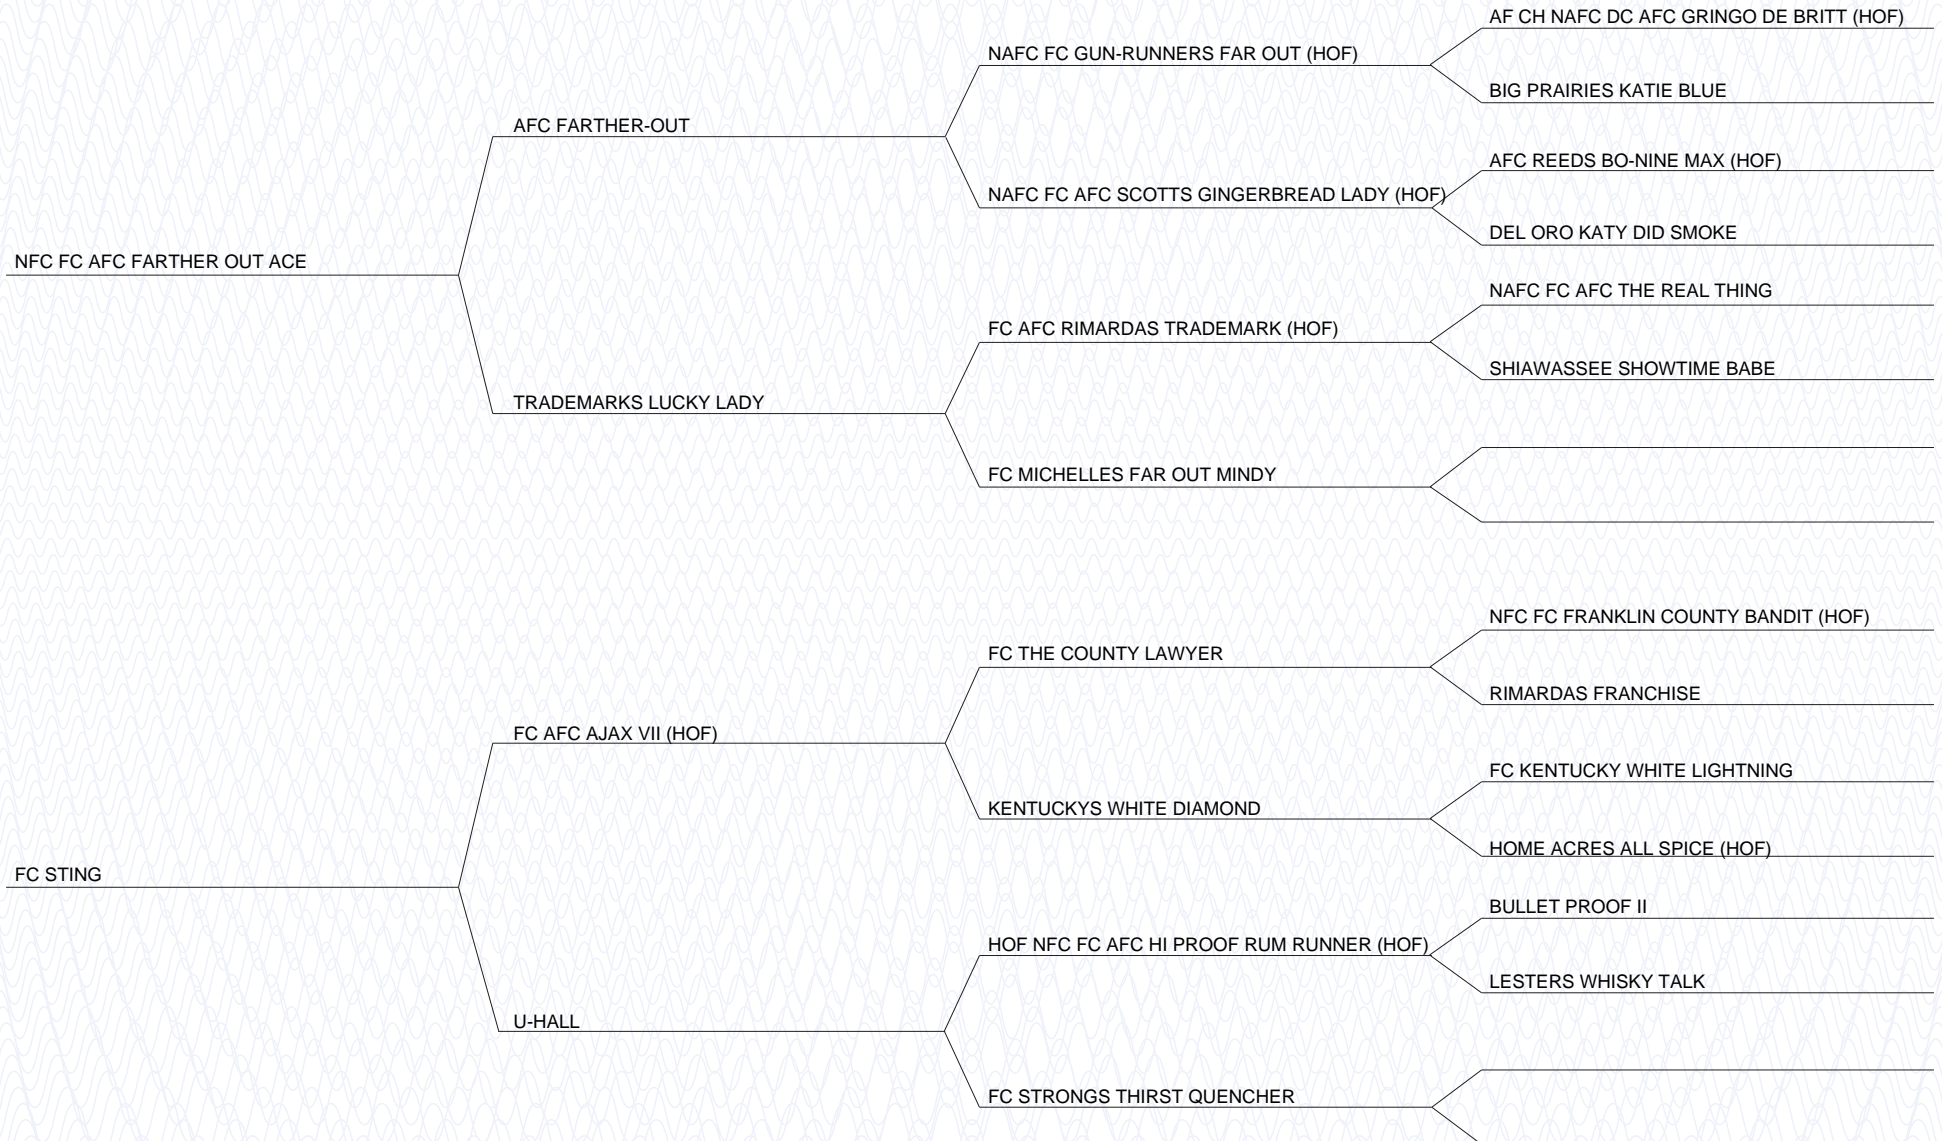 AF CH NAFC DC AFC GRINGO DE BRITT (HOF)
NAFC FC GUN-RUNNERS FAR OUT (HOF)
BIG PRAIRIES KATIE BLUE
AFC FARTHER-OUT
AFC REEDS BO-NINE MAX (HOF)
NAFC FC AFC SCOTTS GINGERBREAD LADY (HOF)
DEL ORO KATY DID SMOKE
NFC FC AFC FARTHER OUT ACE
NAFC FC AFC THE REAL THING
FC AFC RIMARDAS TRADEMARK (HOF)
SHIAWASSEE SHOWTIME BABE
TRADEMARKS LUCKY LADY
FC MICHELLES FAR OUT MINDY
NFC FC FRANKLIN COUNTY BANDIT (HOF)
FC THE COUNTY LAWYER
RIMARDAS FRANCHISE
FC AFC AJAX VII (HOF)
FC KENTUCKY WHITE LIGHTNING
KENTUCKYS WHITE DIAMOND
HOME ACRES ALL SPICE (HOF)
FC STING
BULLET PROOF II
HOF NFC FC AFC HI PROOF RUM RUNNER (HOF)
LESTERS WHISKY TALK
U-HALL
FC STRONGS THIRST QUENCHER